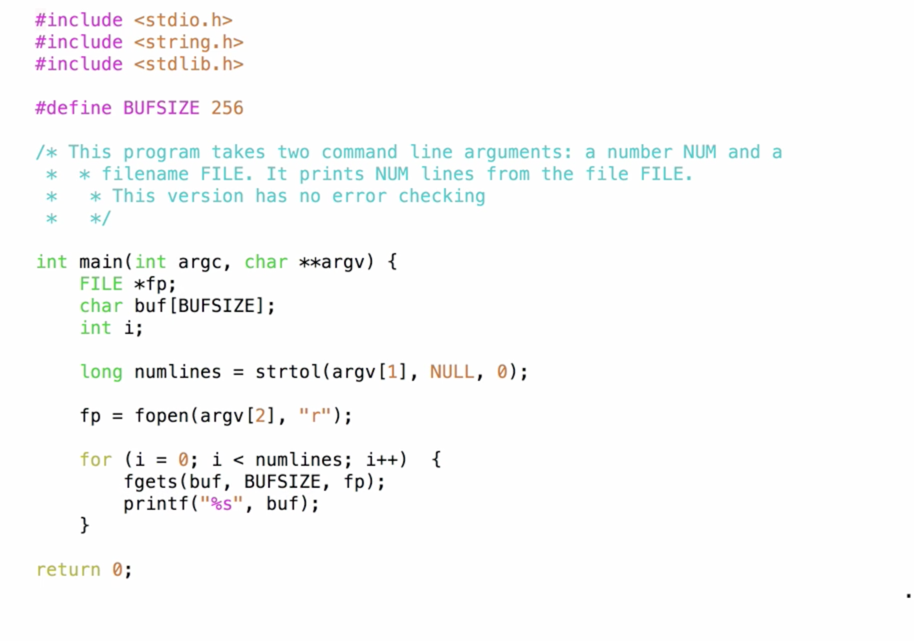 #include <stdio.h>
#include <string.h>
#include <stdlib.h>
#define BUFSIZE 256
/* This program takes two command line arguments: a number NUM and a
 *  * filename FILE. It prints NUM lines from the file FILE.
 *   * This version has no error checking
 *   */
int main(int argc, char **argv) {
    FILE *fp;
    char buf[BUFSIZE];
    int i;
    long numlines = strtol(argv[1], NULL, 0);
    fp = fopen(argv[2], "r");
    for (i = 0; i < numlines; i++)  {
        fgets(buf, BUFSIZE, fp);
        printf("%s", buf);
    }
return 0;